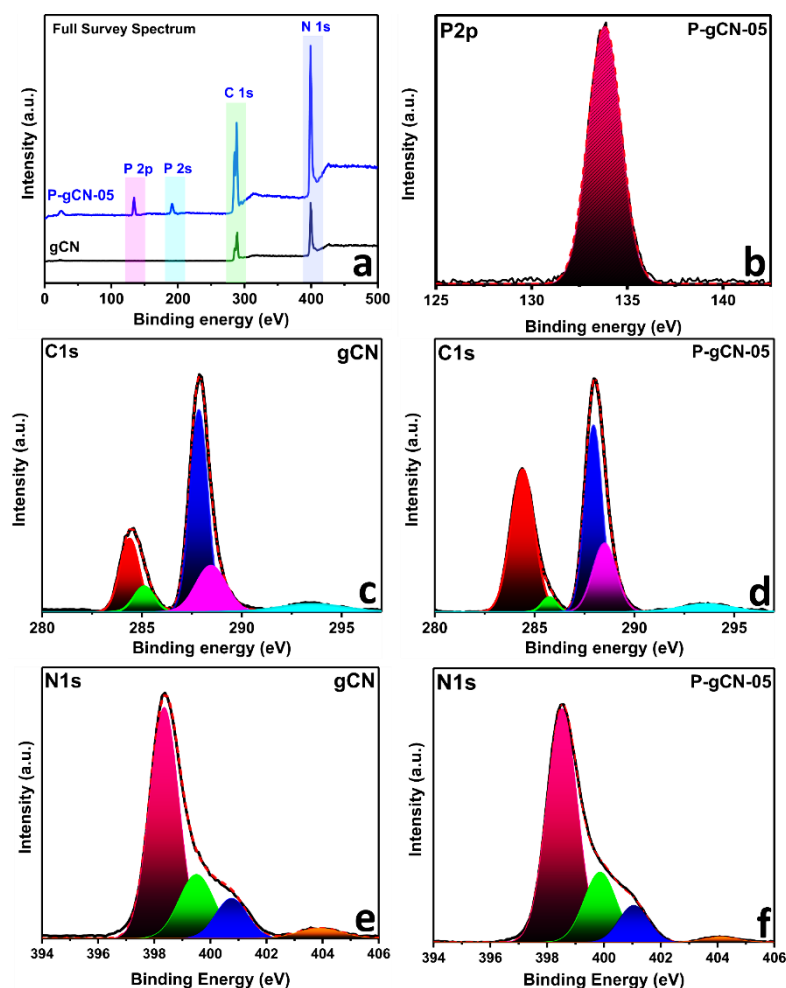 Full Survey Spectrum
N 1s
C 1s
P 2p
P 2s
P-gCN-05
gCN
a
Intensity (a.u.)
0 100 200 300 400 500
Binding energy (eV)
P2p
P-gCN-05
b
Intensity (a.u.)
125 130 135 140
Binding energy (eV)
C1s
gCN
c
Intensity (a.u.)
280 285 290 295
Binding energy (eV)
C1s
P-gCN-05
d
Intensity (a.u.)
280 285 290 295
Binding energy (eV)
N1s
gCN
e
Intensity (a.u.)
394 396 398 400 402 404 406
Binding Energy (eV)
N1s
P-gCN-05
f
Intensity (a.u.)
394 396 398 400 402 404 406
Binding Energy (eV)